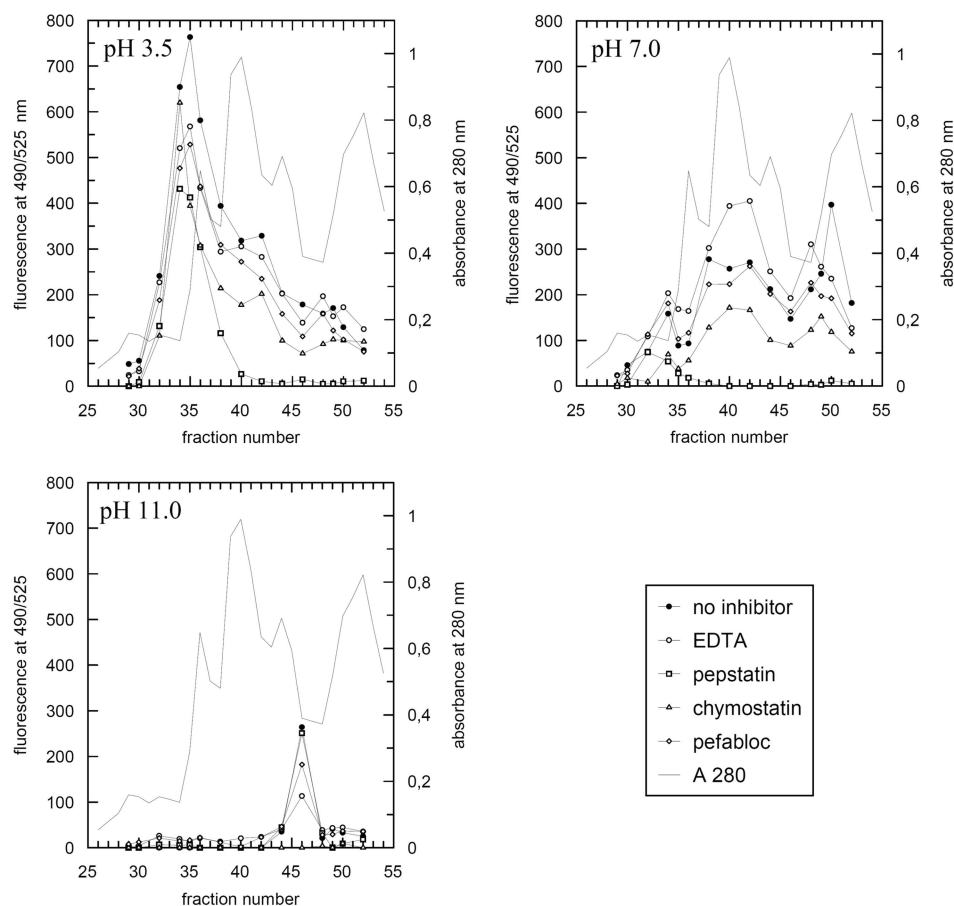 pH 3.5
800
700
600
500
400
300
200
100
0
1
0,8
0,6
0,4
0,2
0
25 30 35 40 45 50 55
fluorescence at 490/525 nm
absorbance at 280 nm
fraction number
pH 7.0
800
700
600
500
400
300
200
100
0
1
0,8
0,6
0,4
0,2
0
25 30 35 40 45 50 55
fluorescence at 490/525
absorbance at 280 nm
fraction number
pH 11.0
800
700
600
500
400
300
200
100
0
1
0,8
0,6
0,4
0,2
0
25 30 35 40 45 50 55
fluorescence at 490/525
absorbance at 280 nm
fraction number
no inhibitor
EDTA
pepstatin
chymostatin
pefabloc
A 280